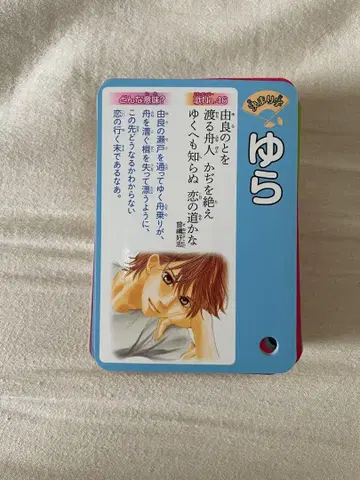 決まり字
ゆら
歌No.46
由良のとを
渡る舟人 かぢを絶え
ゆくへも知らぬ 恋の道かな
曾禰好忠
どんな意味?
由良の瀬戸を通ってゆく舟乗りが、
舟を漕ぐ櫂を失って漂うように、
この先どうなるかわからない
恋の行く末であるなあ。